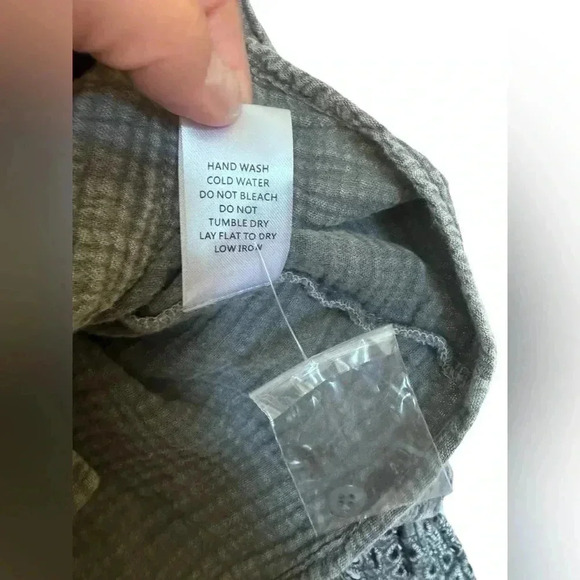 HAND WASH
COLD WATER
DO NOT BLEACH
DO NOT
TUMBLE DRY
LAY FLAT TO DRY
LOW IRON